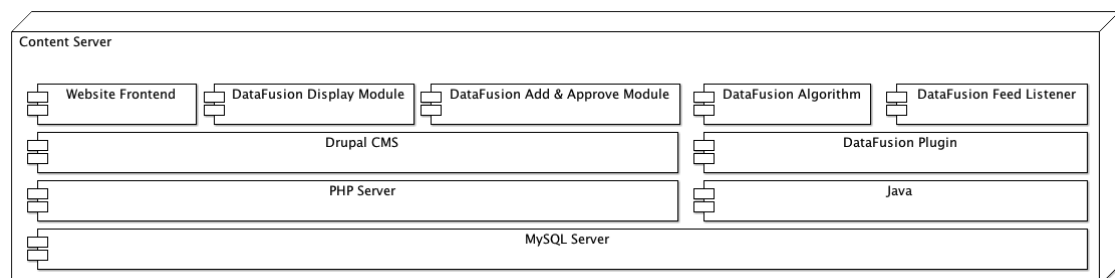 Content Server
Website Frontend
DataFusion Display Module
DataFusion Add & Approve Module
DataFusion Algorithm
DataFusion Feed Listener
Drupal CMS
DataFusion Plugin
PHP Server
Java
MySQL Server